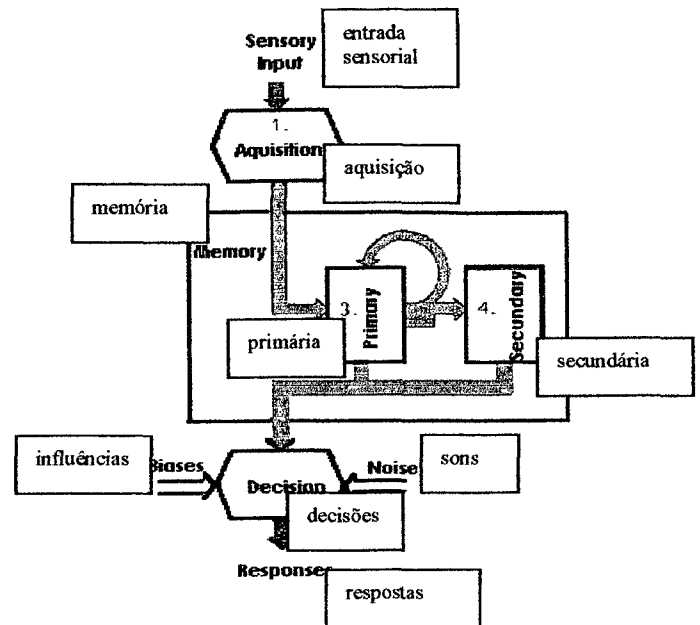 Sensory
Input
entrada
sensorial
1.
Aquisition
aquisição
memória
Memory
3.
Primary
4.
Secundary
primária
secundária
influências
Biases
Noise
sons
Decision
decisões
Responses
respostas